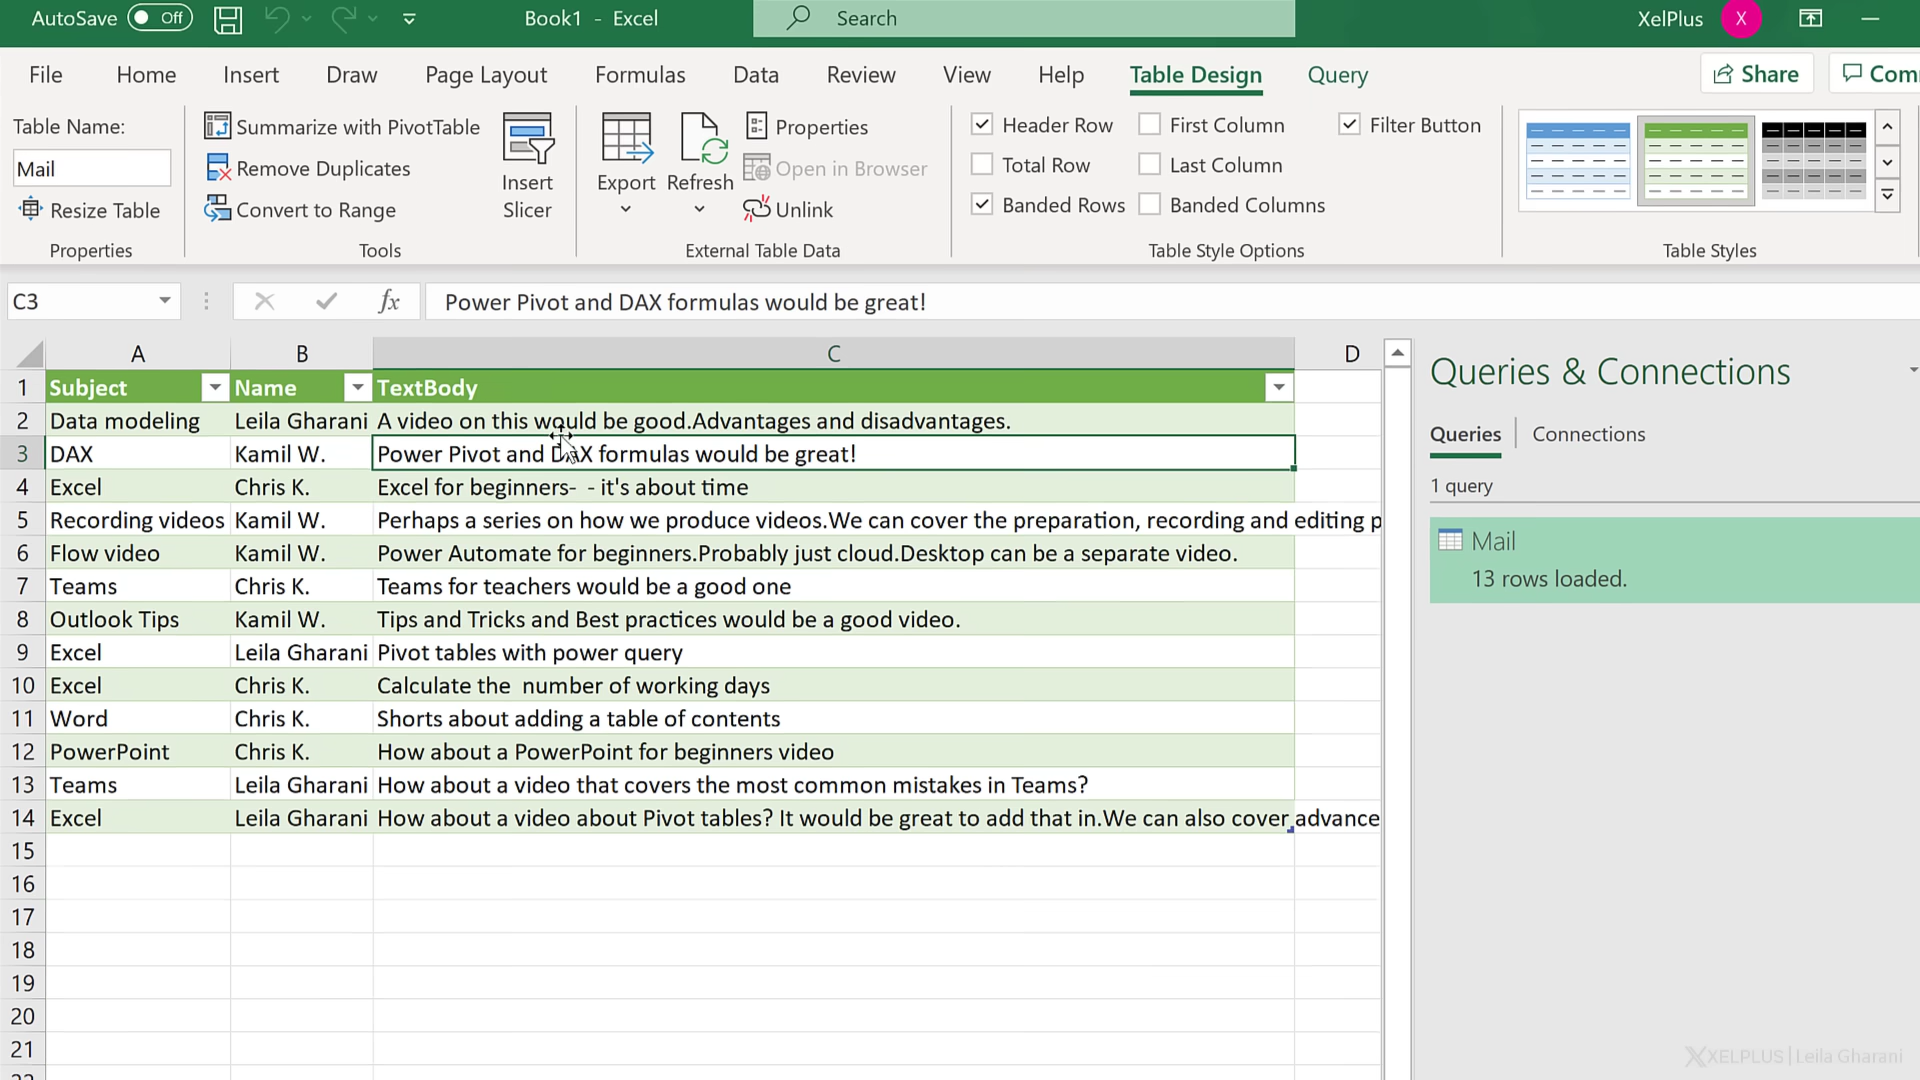 AutoSave Off Book1 - Excel Search XelPlus X
File Home Insert Draw Page Layout Formulas Data Review View Help Table Design Query Share Comm
Table Name:
Mail
Resize Table
Properties
Summarize with PivotTable
Remove Duplicates
Convert to Range
Tools
Insert
Slicer
Export
Refresh
Properties
Open in Browser
Unlink
External Table Data
Header Row First Column Filter Button
Total Row Last Column
Banded Rows Banded Columns
Table Style Options
Table Styles
C3 fx Power Pivot and DAX formulas would be great!
A B C D
1 Subject Name TextBody
2 Data modeling Leila Gharani A video on this would be good.Advantages and disadvantages.
3 DAX Kamil W. Power Pivot and DAX formulas would be great!
4 Excel Chris K. Excel for beginners-  - it's about time
5 Recording videos Kamil W. Perhaps a series on how we produce videos.We can cover the preparation, recording and editing p
6 Flow video Kamil W. Power Automate for beginners.Probably just cloud.Desktop can be a separate video.
7 Teams Chris K. Teams for teachers would be a good one
8 Outlook Tips Kamil W. Tips and Tricks and Best practices would be a good video.
9 Excel Leila Gharani Pivot tables with power query
10 Excel Chris K. Calculate the  number of working days
11 Word Chris K. Shorts about adding a table of contents
12 PowerPoint Chris K. How about a PowerPoint for beginners video
13 Teams Leila Gharani How about a video that covers the most common mistakes in Teams?
14 Excel Leila Gharani How about a video about Pivot tables? It would be great to add that in.We can also cover advance
15
16
17
18
19
20
21
Queries & Connections
Queries | Connections
1 query
Mail
13 rows loaded.
XELPLUS | Leila Gharani